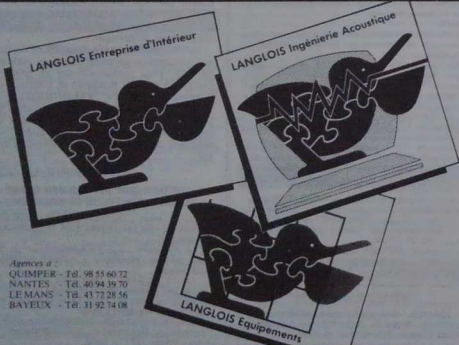 LANGLOIS Entreprise d'Intérieur
LANGLOIS Ingénierie Acoustique
Agences a :
QUIMPER - Tél. 98 55 60 72
NANTES - Tél. 40 94 39 70
LE MANS - Tél. 43 72 28 56
BAYEUX - Tél. 31 92 74 08
LANGLOIS Équipements